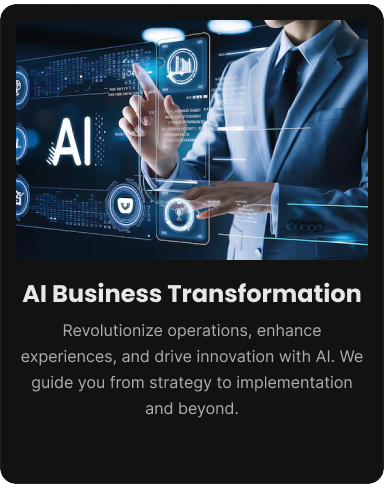 AI
AI Business Transformation
Revolutionize operations, enhance
experiences, and drive innovation with AI. We
guide you from strategy to implementation
and beyond.